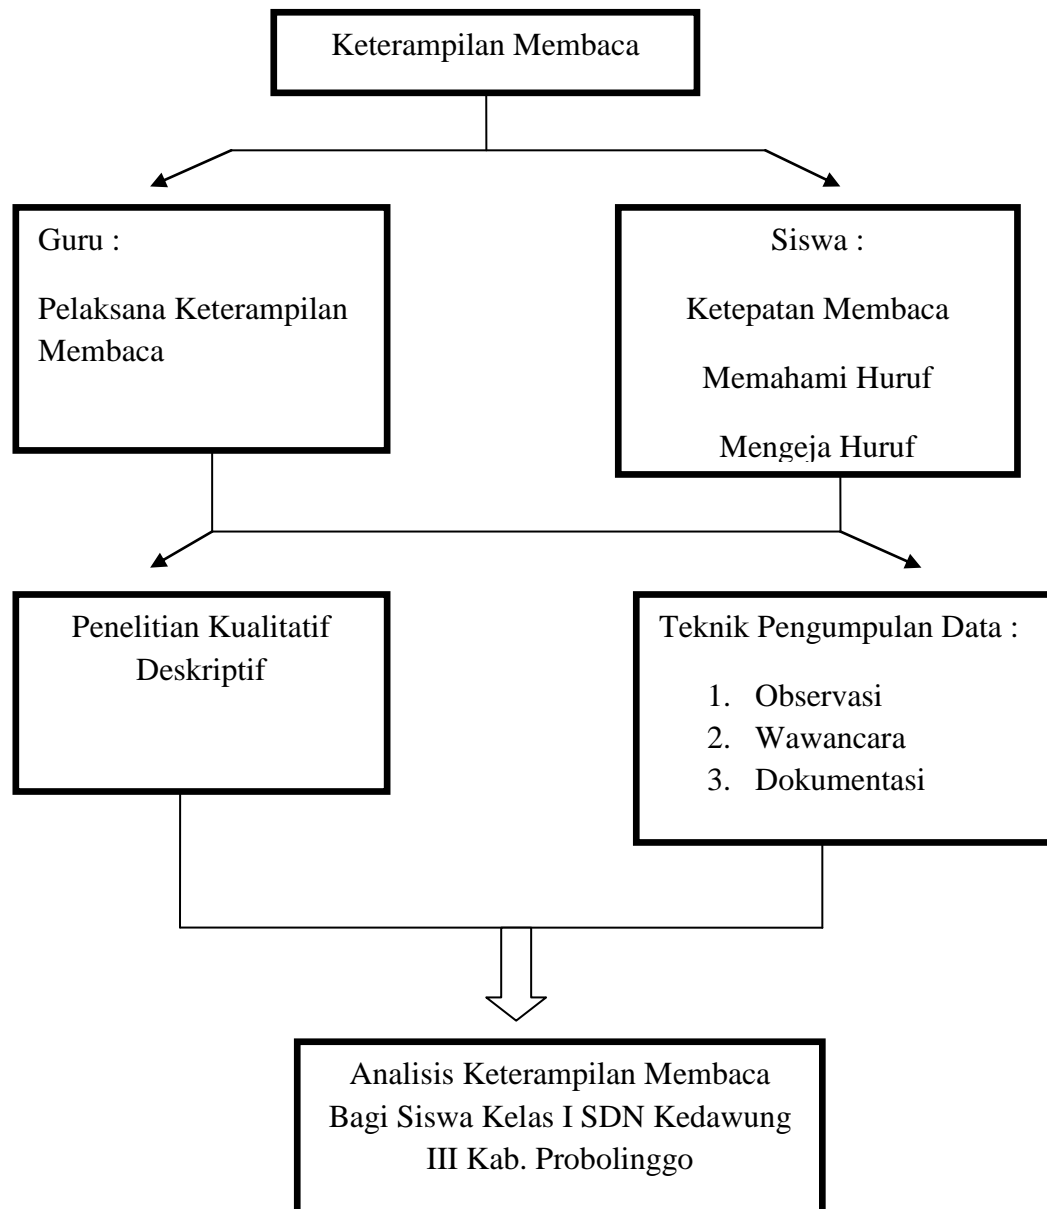 Keterampilan Membaca
Guru :
Pelaksana Keterampilan
Membaca
Siswa :
Ketepatan Membaca
Memahami Huruf
Mengeja Huruf
Penelitian Kualitatif
Deskriptif
Teknik Pengumpulan Data :
1. Observasi
2. Wawancara
3. Dokumentasi
Analisis Keterampilan Membaca
Bagi Siswa Kelas I SDN Kedawung
III Kab. Probolinggo